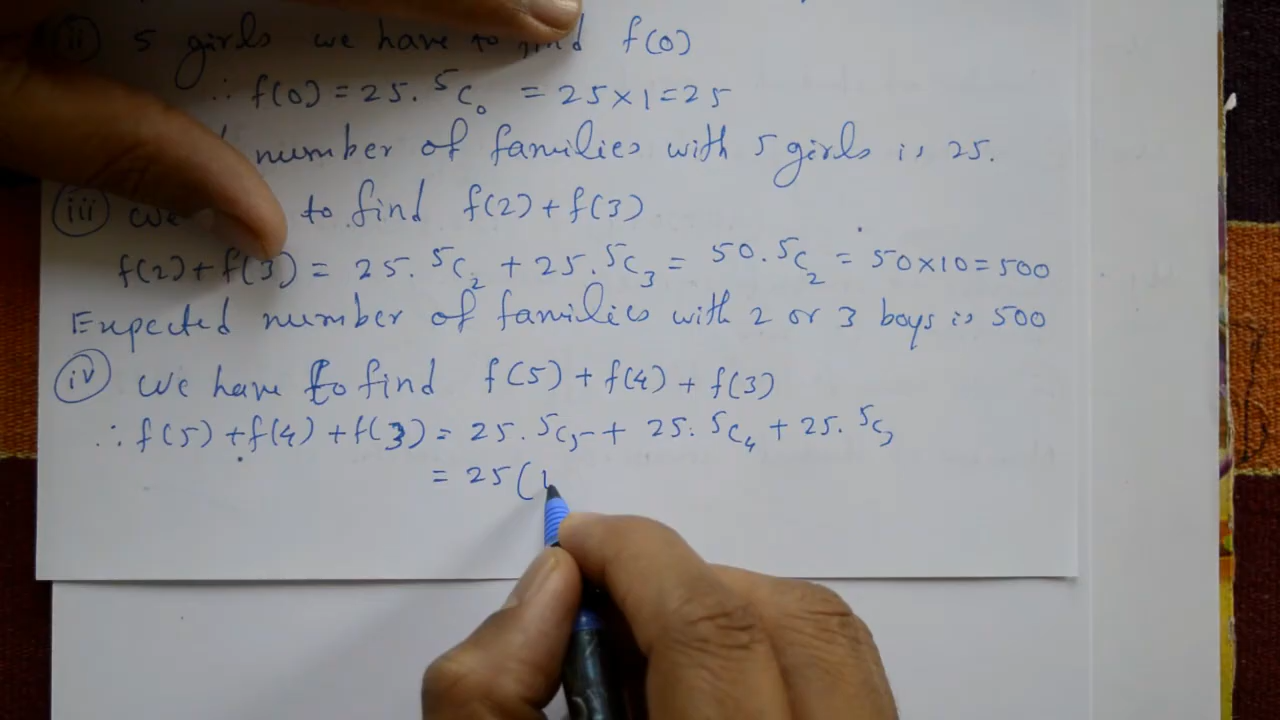 (ii) 5 girls we have to find f(0)
∴ f(0) = 25. ⁵C₀ = 25×1 = 25
number of families with 5 girls is 25.
(iii) We to find f(2)+f(3)
f(2)+f(3) = 25. ⁵C₂ + 25. ⁵C₃ = 50. ⁵C₂ = 50×10 = 500
Expected number of families with 2 or 3 boys is 500
(iv) We have to find f(5)+f(4)+f(3)
∴ f(5)+f(4)+f(3) = 25. ⁵C₅ + 25. ⁵C₄ + 25. ⁵C₃
= 25(1